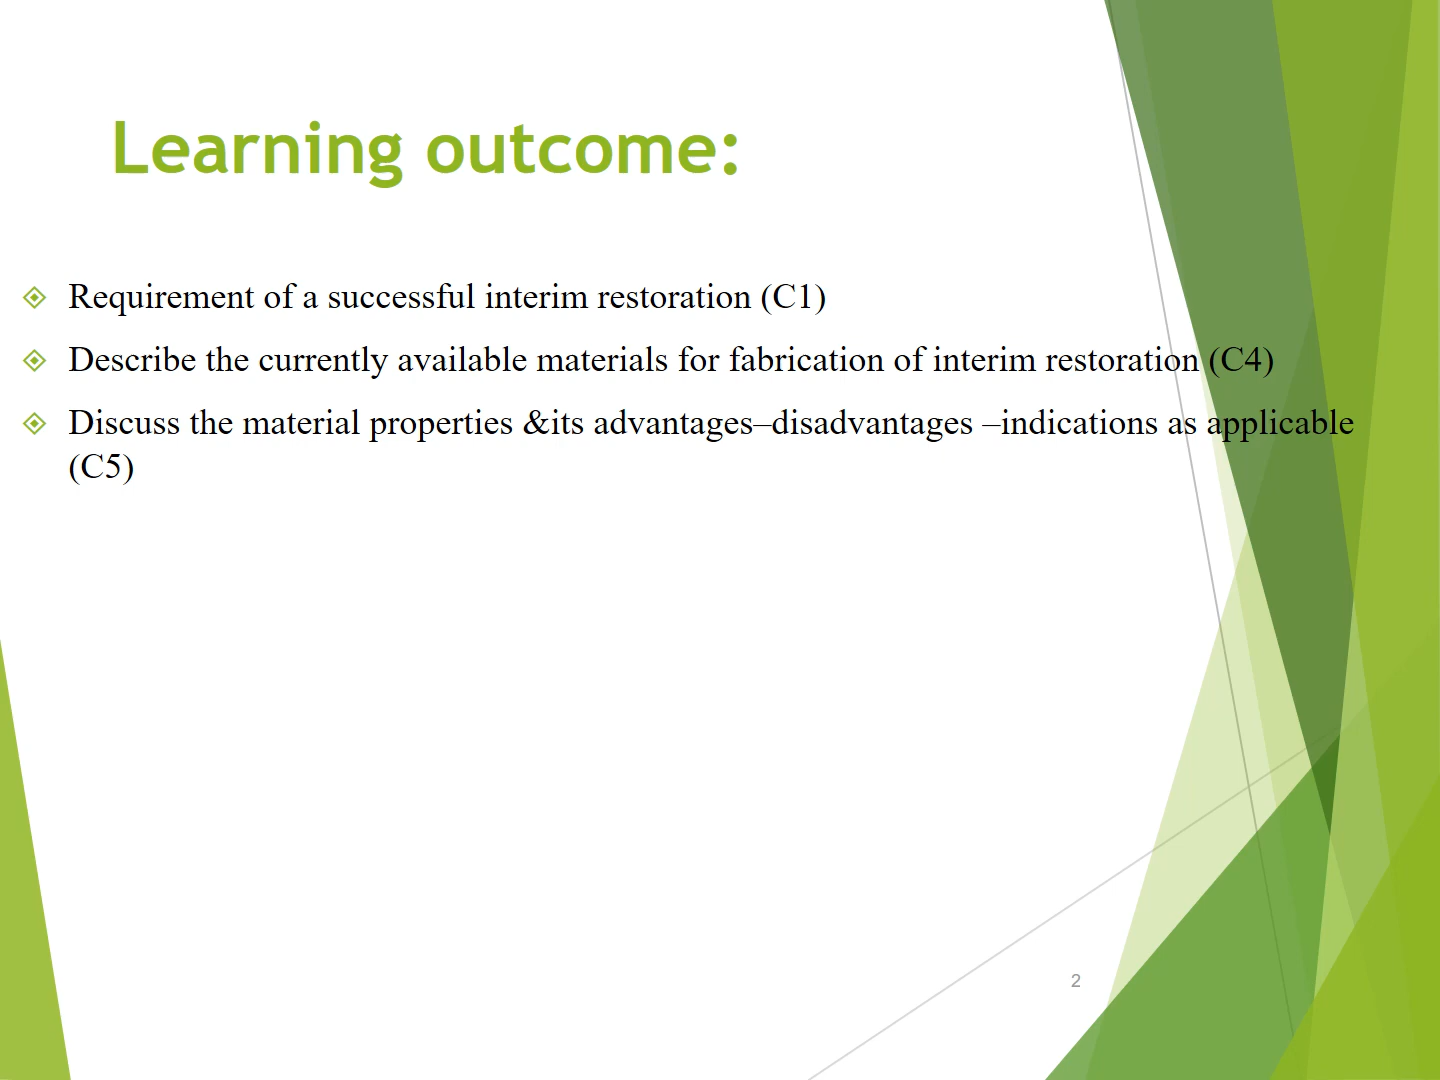 Learning outcome:
Requirement of a successful interim restoration (C1)
Describe the currently available materials for fabrication of interim restoration (C4)
Discuss the material properties &its advantages–disadvantages –indications as applicable
(C5)
2